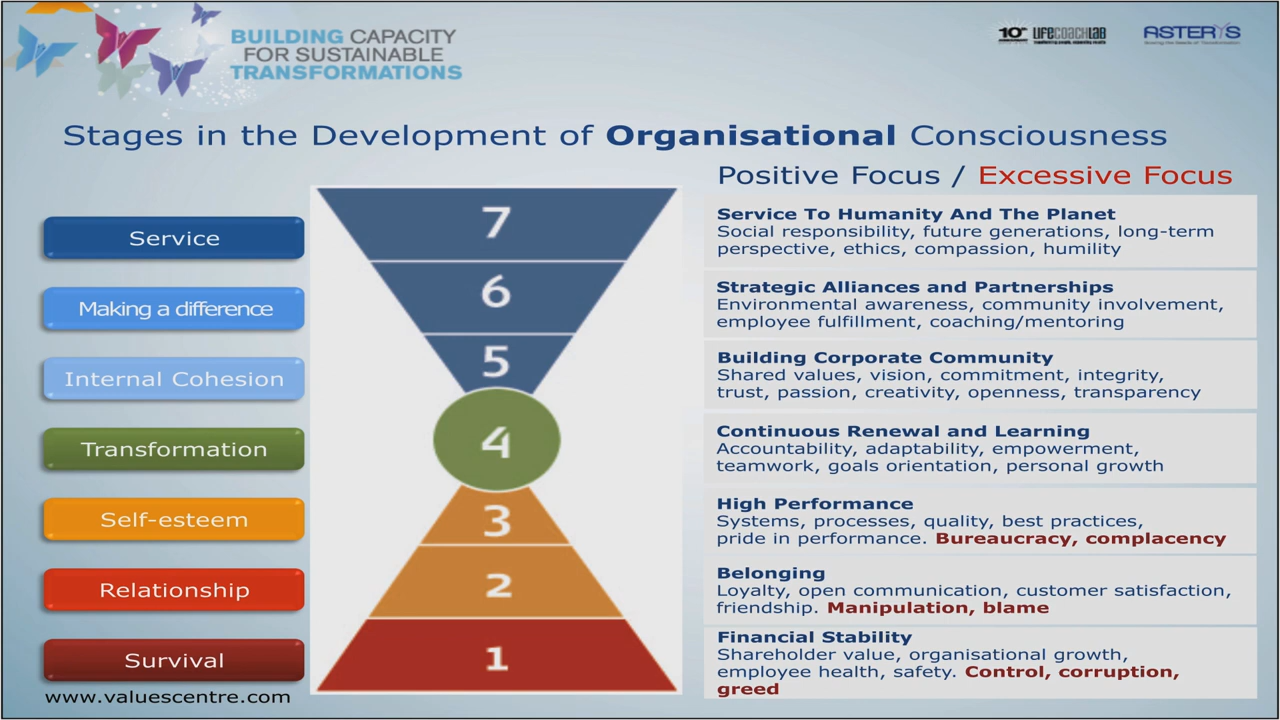 BUILDING CAPACITY
FOR SUSTAINABLE
TRANSFORMATIONS
10
LIFECOACHLAB
ASTERYS
Stages in the Development of Organisational Consciousness
Positive Focus / Excessive Focus
Service
7
Service To Humanity And The Planet
Social responsibility, future generations, long-term
perspective, ethics, compassion, humility
Making a difference
6
Strategic Alliances and Partnerships
Environmental awareness, community involvement,
employee fulfillment, coaching/mentoring
Internal Cohesion
5
Building Corporate Community
Shared values, vision, commitment, integrity,
trust, passion, creativity, openness, transparency
Transformation
4
Continuous Renewal and Learning
Accountability, adaptability, empowerment,
teamwork, goals orientation, personal growth
Self-esteem
3
High Performance
Systems, processes, quality, best practices,
pride in performance. Bureaucracy, complacency
Relationship
2
Belonging
Loyalty, open communication, customer satisfaction,
friendship. Manipulation, blame
Survival
1
Financial Stability
Shareholder value, organisational growth,
employee health, safety. Control, corruption,
greed
www.valuescentre.com